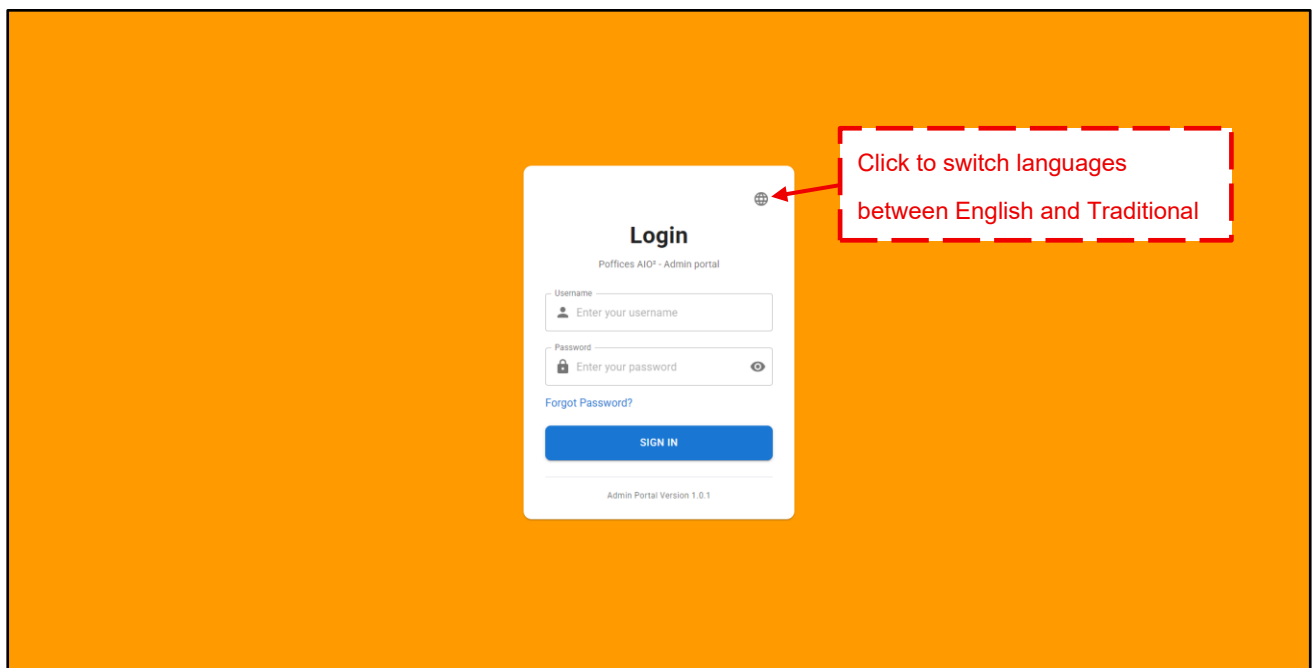 Click to switch languages
between English and Traditional
Login
Poffices AIO² - Admin portal
Username
Enter your username
Password
Enter your password
Forgot Password?
SIGN IN
Admin Portal Version 1.0.1